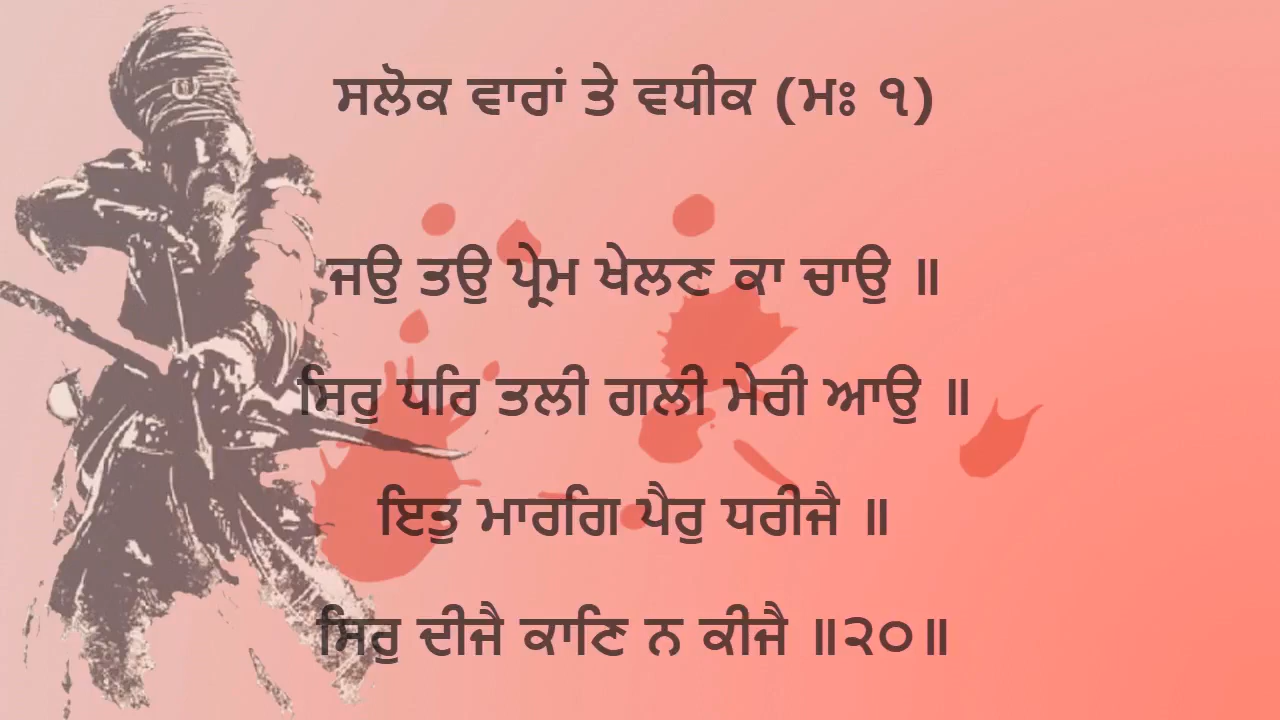 ਸਲੋਕ ਵਾਰਾਂ ਤੇ ਵਧੀਕ (ਮਃ ੧)
ਜਉ ਤਉ ਪ੍ਰੇਮ ਖੇਲਣ ਕਾ ਚਾਉ ॥
ਸਿਰੁ ਧਰਿ ਤਲੀ ਗਲੀ ਮੇਰੀ ਆਉ ॥
ਇਤੁ ਮਾਰਗਿ ਪੈਰੁ ਧਰੀਜੈ ॥
ਸਿਰੁ ਦੀਜੈ ਕਾਣਿ ਨ ਕੀਜੈ ॥੨੦॥